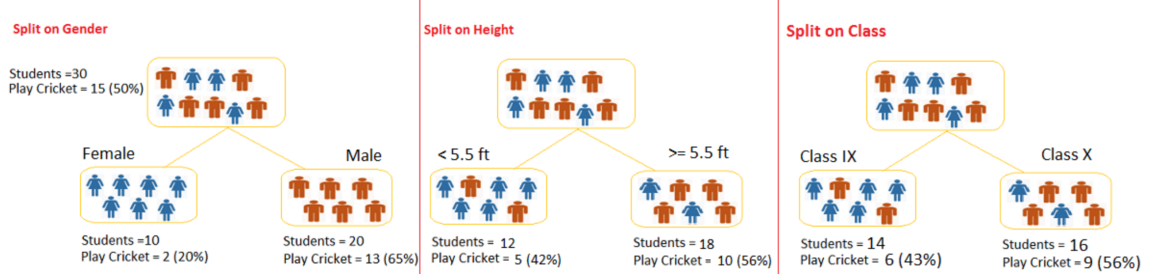 Split on Gender
Students =30
Play Cricket = 15 (50%)
Female
Male
Students =10
Play Cricket = 2 (20%)
Students = 20
Play Cricket = 13 (65%)
Split on Height
< 5.5 ft
>= 5.5 ft
Students = 12
Play Cricket = 5 (42%)
Students = 18
Play Cricket = 10 (56%)
Split on Class
Class IX
Class X
Students = 14
Play Cricket = 6 (43%)
Students = 16
Play Cricket = 9 (56%)